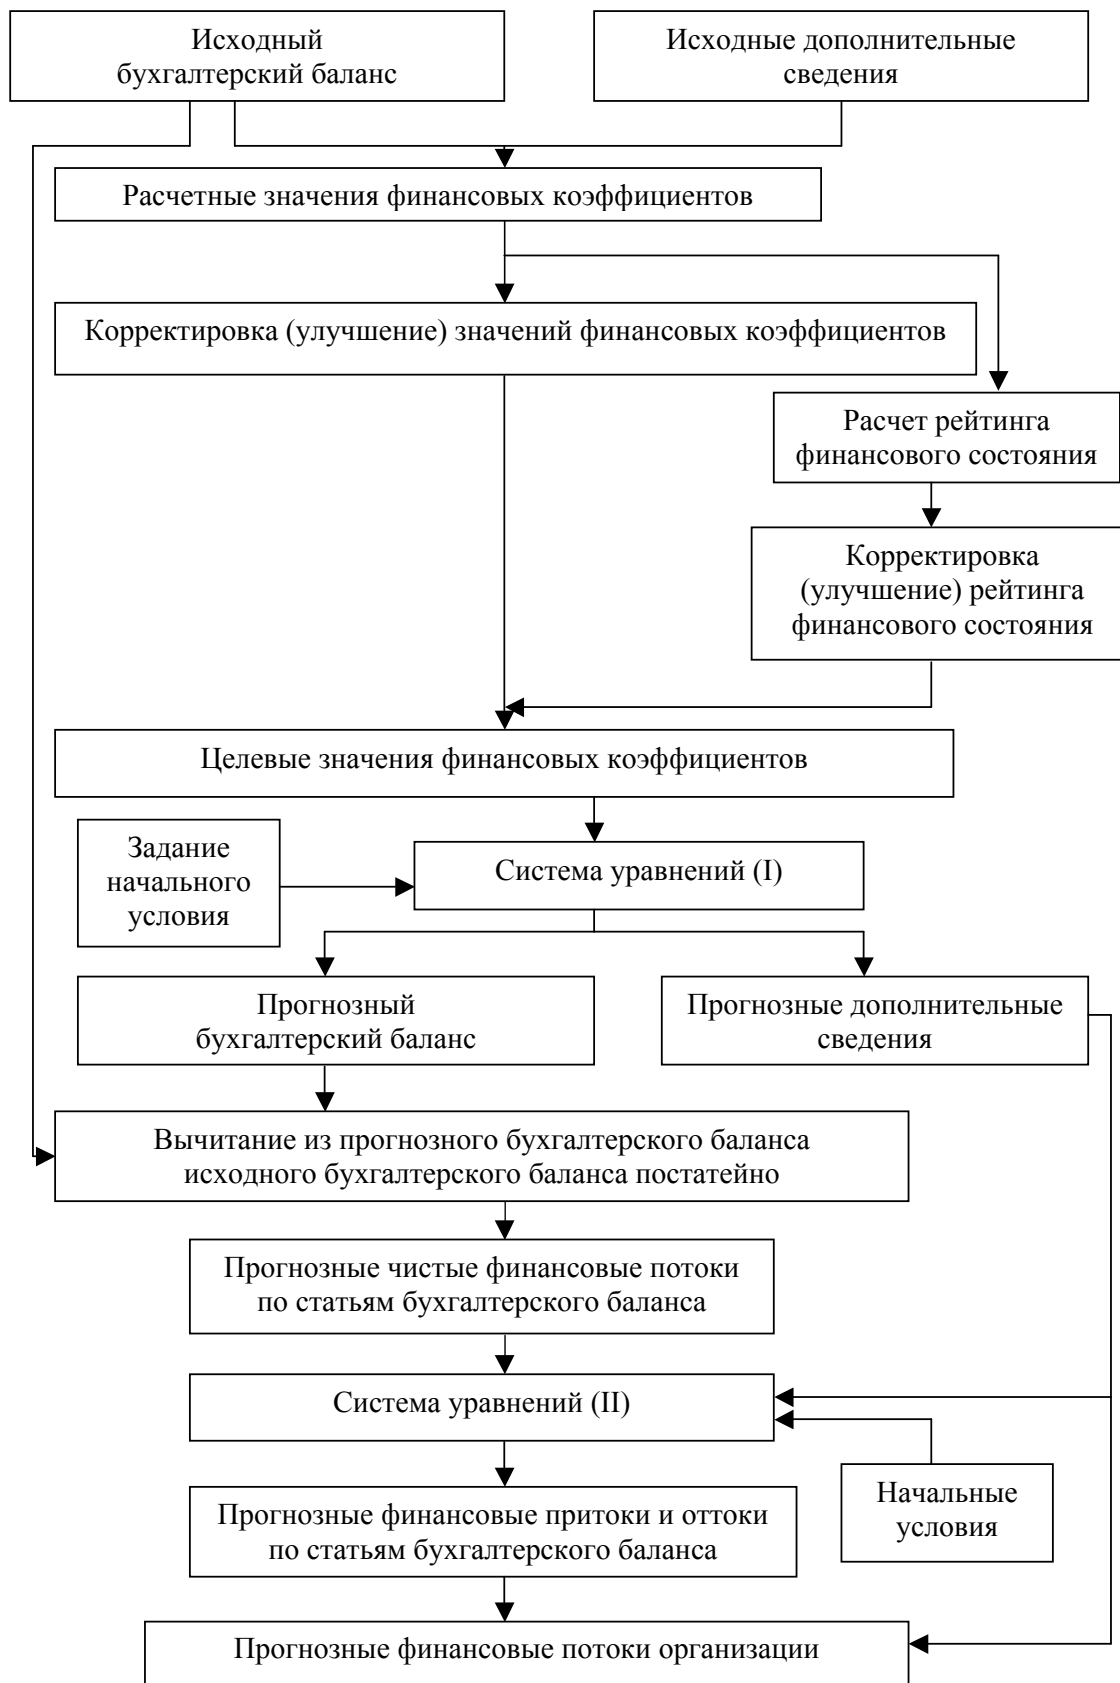 Исходный
бухгалтерский баланс
Исходные дополнительные
сведения
Расчетные значения финансовых коэффициентов
Корректировка (улучшение) значений финансовых коэффициентов
Расчет рейтинга
финансового состояния
Корректировка
(улучшение) рейтинга
финансового состояния
Целевые значения финансовых коэффициентов
Задание
начального
условия
Система уравнений (I)
Прогнозный
бухгалтерский баланс
Прогнозные дополнительные
сведения
Вычитание из прогнозного бухгалтерского баланса
исходного бухгалтерского баланса постатейно
Прогнозные чистые финансовые потоки
по статьям бухгалтерского баланса
Система уравнений (II)
Начальные
условия
Прогнозные финансовые притоки и оттоки
по статьям бухгалтерского баланса
Прогнозные финансовые потоки организации